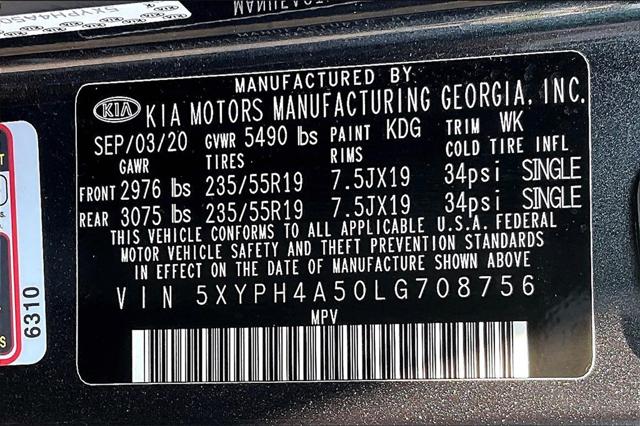 MANUFACTURED BY
KIA KIA MOTORS MANUFACTURING GEORGIA, INC.
SEP/03/20 GVWR 5490 lbs PAINT KDG TRIM WK
GAWR TIRES RIMS COLD TIRE INFL
FRONT 2976 lbs 235/55R19 7.5JX19 34psi SINGLE
REAR 3075 lbs 235/55R19 7.5JX19 34psi SINGLE
THIS VEHICLE CONFORMS TO ALL APPLICABLE U.S.A. FEDERAL
MOTOR VEHICLE SAFETY AND THEFT PREVENTION STANDARDS
IN EFFECT ON THE DATE OF MANUFACTURE SHOWN ABOVE
VIN 5XYPH4A50LG708756
MPV
6310